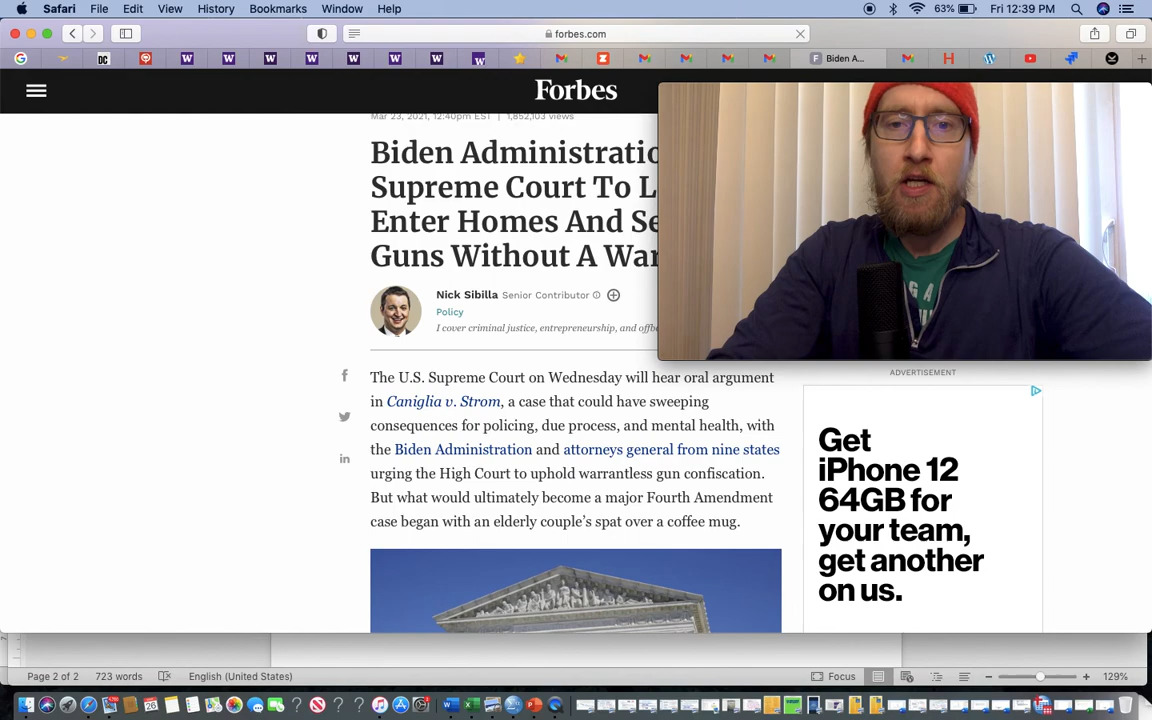 Safari File Edit View History Bookmarks Window Help 63% Fri 12:39 PM
forbes.com
Biden A...
Forbes
Mar 23, 2021, 12:40pm EST | 1,852,103 views
Biden Administratio
Supreme Court To L
Enter Homes And Se
Guns Without A War
Nick Sibilla Senior Contributor
Policy
I cover criminal justice, entrepreneurship, and offb
The U.S. Supreme Court on Wednesday will hear oral argument
in Caniglia v. Strom, a case that could have sweeping
consequences for policing, due process, and mental health, with
the Biden Administration and attorneys general from nine states
urging the High Court to uphold warrantless gun confiscation.
But what would ultimately become a major Fourth Amendment
case began with an elderly couple's spat over a coffee mug.
ADVERTISEMENT
Get
iPhone 12
64GB for
your team,
get another
on us.
Page 2 of 2 723 words English (United States) Focus 129%